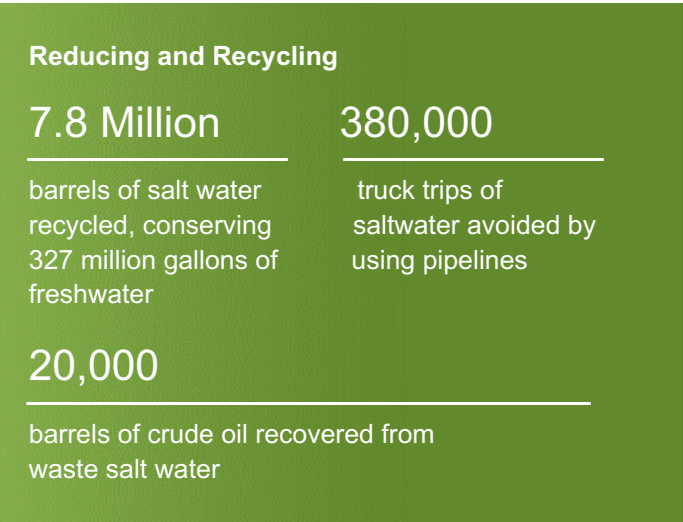 Reducing and Recycling
7.8 Million
barrels of salt water
recycled, conserving
327 million gallons of
freshwater
380,000
truck trips of
saltwater avoided by
using pipelines
20,000
barrels of crude oil recovered from
waste salt water